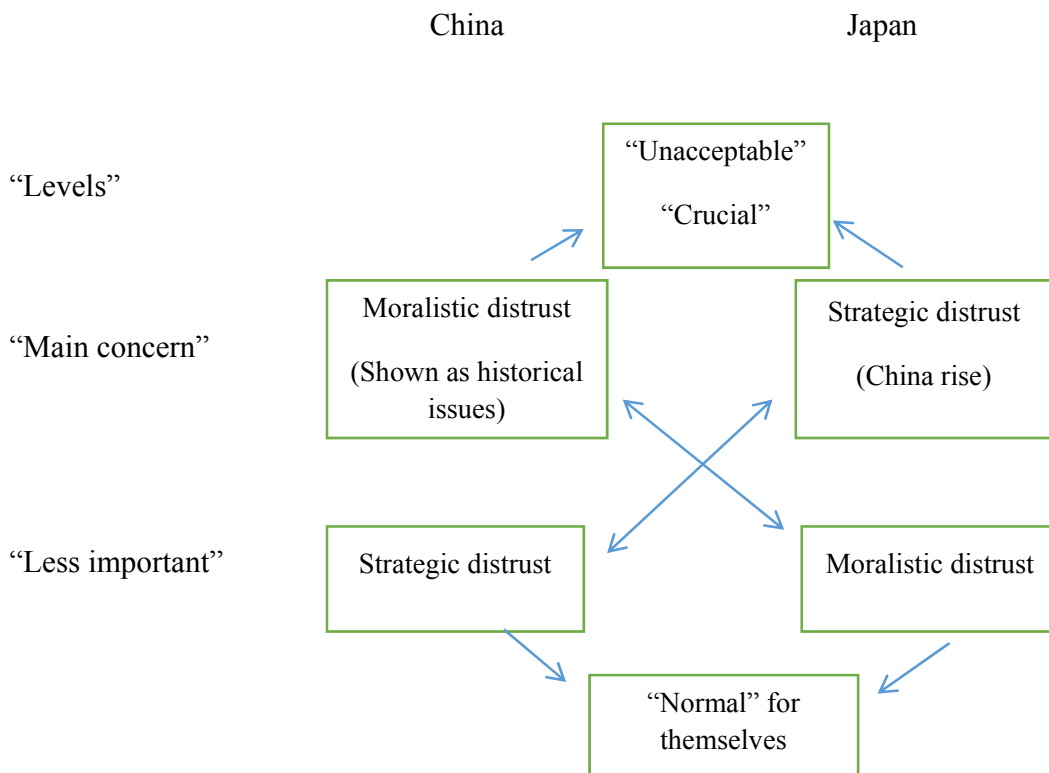 China
Japan
“Levels”
“Unacceptable”
“Crucial”
“Main concern”
Moralistic distrust
(Shown as historical
issues)
Strategic distrust
(China rise)
“Less important”
Strategic distrust
Moralistic distrust
“Normal” for
themselves